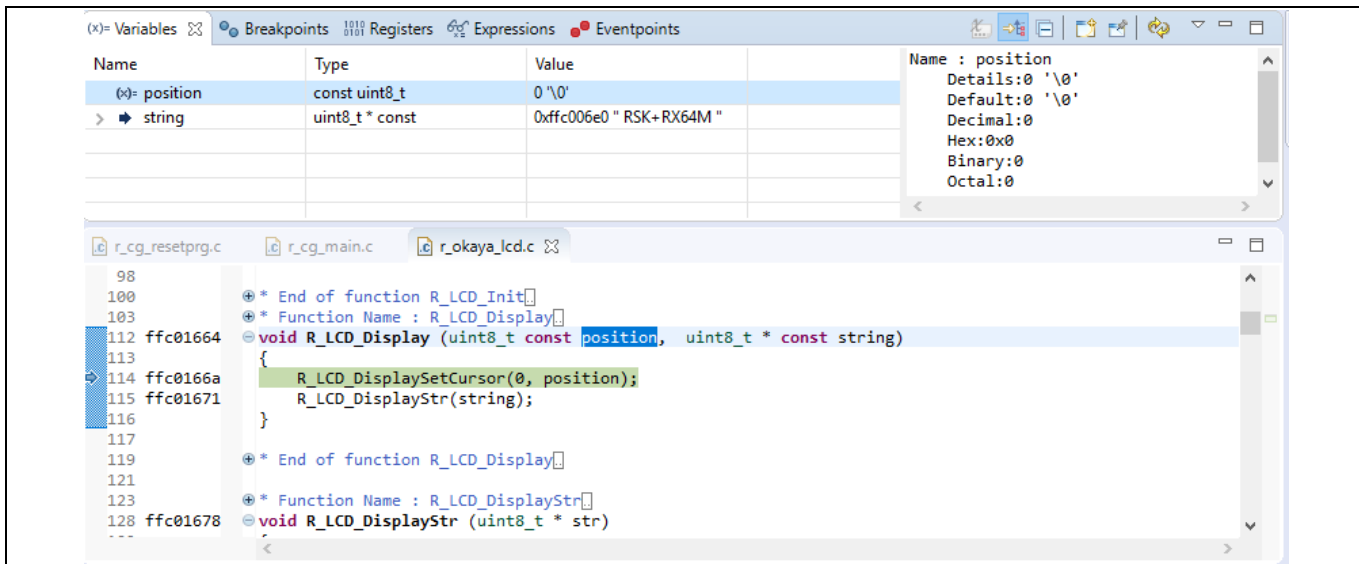 (x)= Variables Breakpoints Registers Expressions Eventpoints
Name Type Value
(x)= position const uint8_t 0 '\0'
string uint8_t * const 0xffc006e0 " RSK+RX64M "
Name : position
Details:0 '\0'
Default:0 '\0'
Decimal:0
Hex:0x0
Binary:0
Octal:0
r_cg_resetprg.c r_cg_main.c r_okaya_lcd.c
98
100 * End of function R_LCD_Init..
103 * Function Name : R_LCD_Display..
112 ffc01664 void R_LCD_Display (uint8_t const position, uint8_t * const string)
113 {
114 ffc0166a R_LCD_DisplaySetCursor(0, position);
115 ffc01671 R_LCD_DisplayStr(string);
116 }
117
119 * End of function R_LCD_Display..
121
123 * Function Name : R_LCD_DisplayStr..
128 ffc01678 void R_LCD_DisplayStr (uint8_t * str)